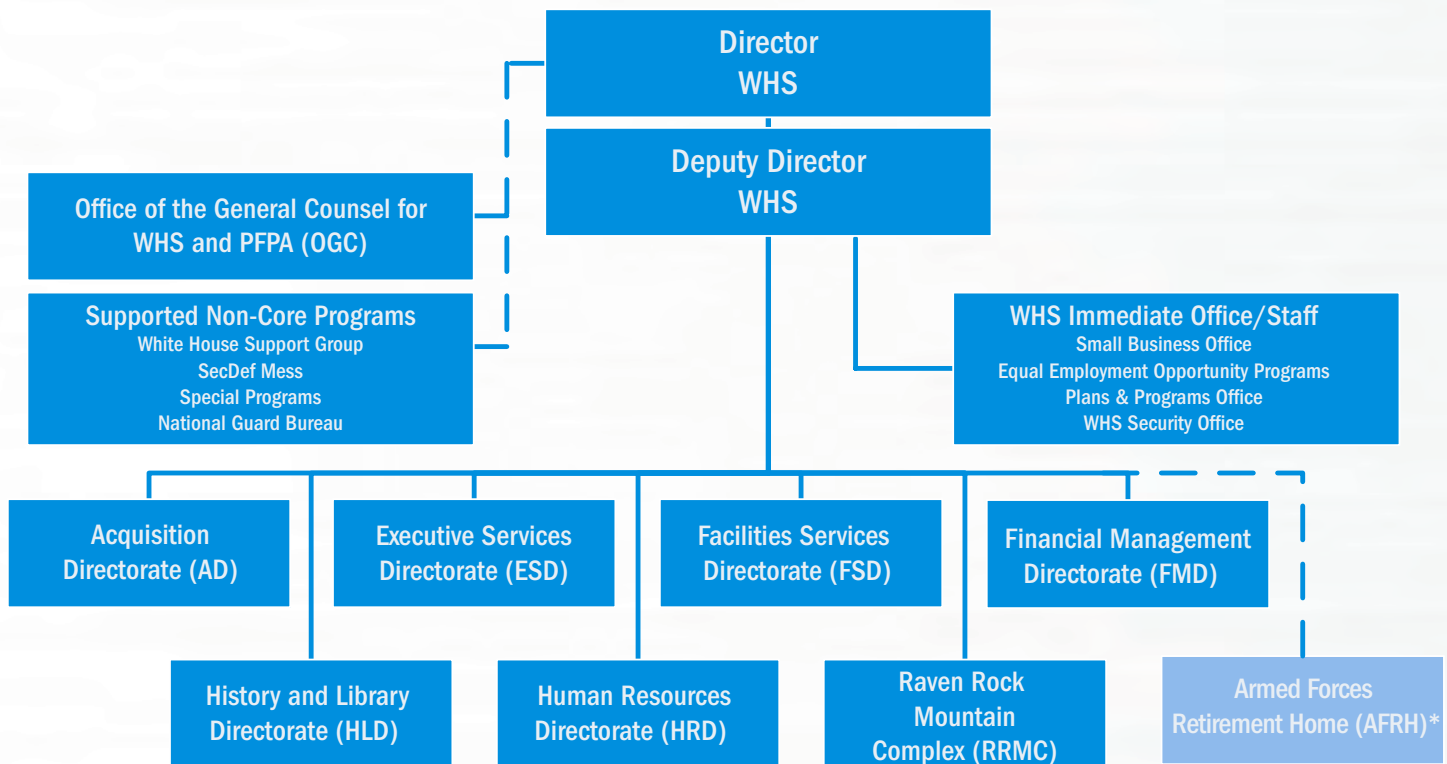 Director
WHS
Deputy Director
WHS
Office of the General Counsel for
WHS and PFPA (OGC)
Supported Non-Core Programs
White House Support Group
SecDef Mess
Special Programs
National Guard Bureau
WHS Immediate Office/Staff
Small Business Office
Equal Employment Opportunity Programs
Plans & Programs Office
WHS Security Office
Acquisition
Directorate (AD)
Executive Services
Directorate (ESD)
Facilities Services
Directorate (FSD)
Financial Management
Directorate (FMD)
History and Library
Directorate (HLD)
Human Resources
Directorate (HRD)
Raven Rock
Mountain
Complex (RRMC)
Armed Forces
Retirement Home (AFRH)*